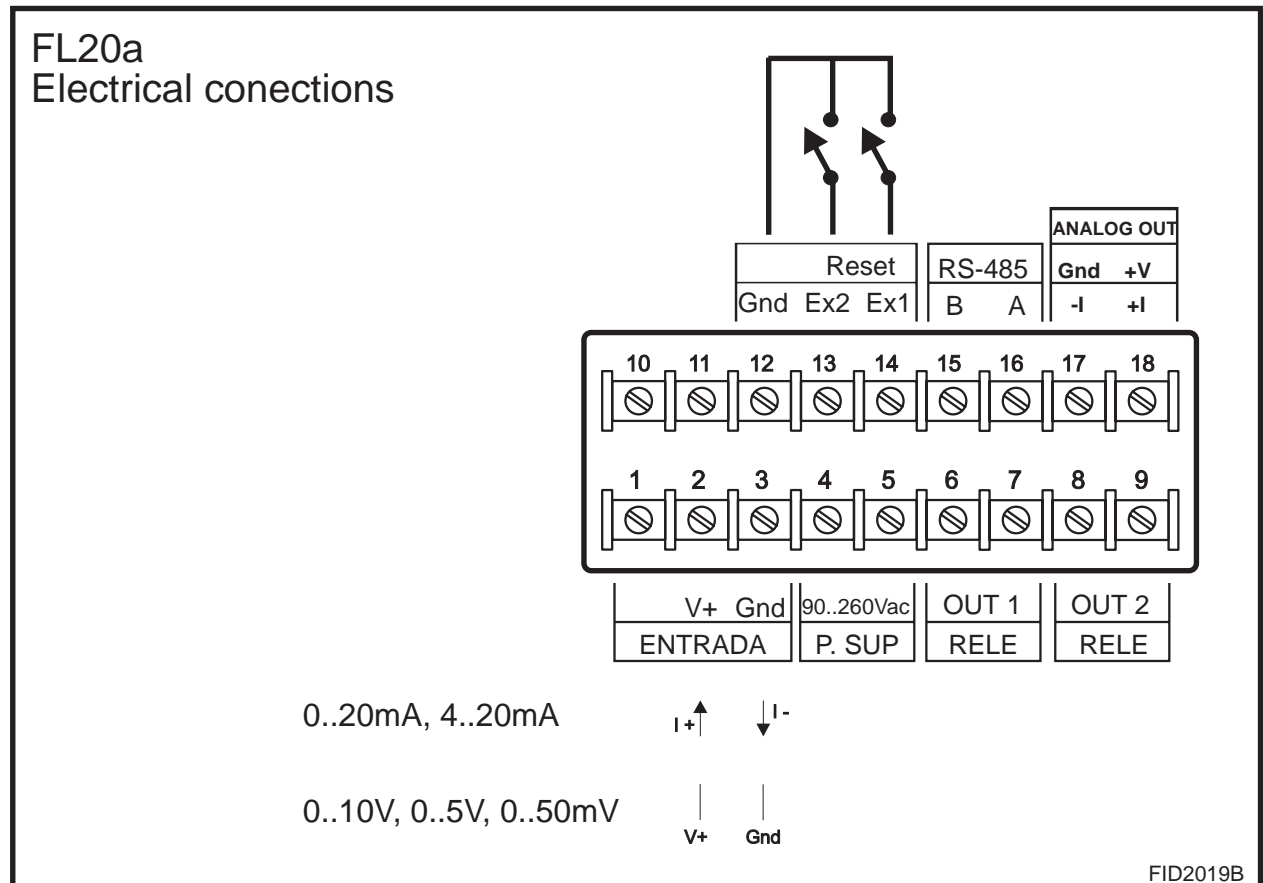 FL20a
Electrical conections
ANALOG OUT
Reset RS-485 Gnd +V
Gnd Ex2 Ex1 B A -I +I
10 11 12 13 14 15 16 17 18
1 2 3 4 5 6 7 8 9
V+ Gnd 90..260Vac OUT 1 OUT 2
ENTRADA P. SUP RELE RELE
0..20mA, 4..20mA I + I -
0..10V, 0..5V, 0..50mV
V+ Gnd
FID2019B